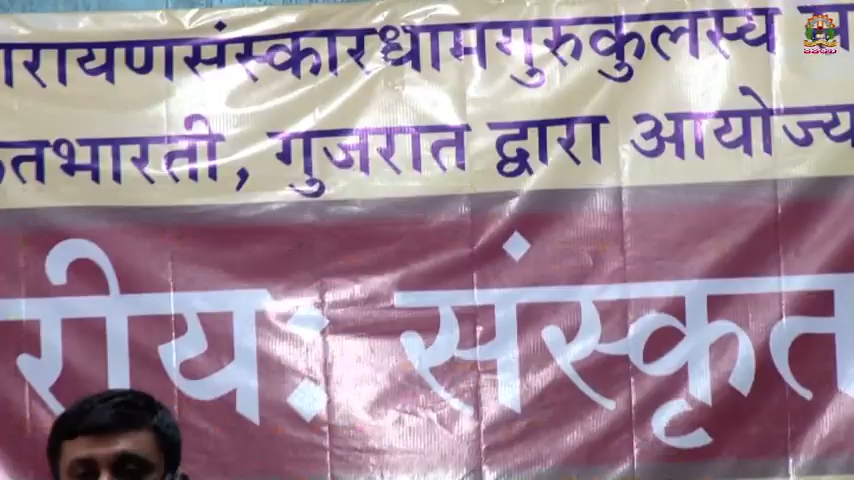 रायणसंस्कारधामगुरुकुलस्य
तभारती, गुजरात द्वारा आयोज्य
रीयः संस्कृत